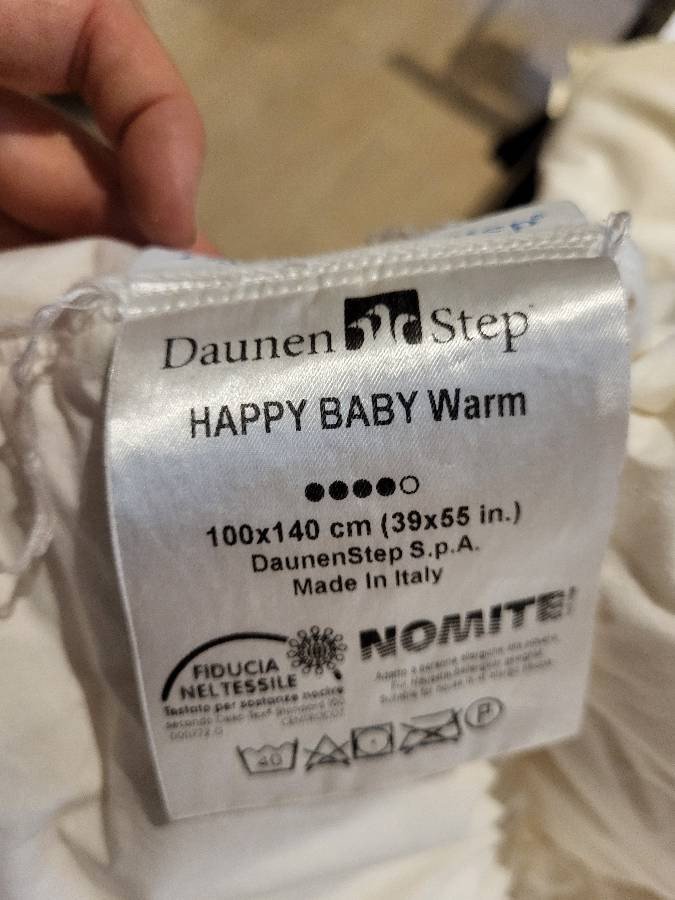 Daunen Step
HAPPY BABY Warm
100x140 cm (39x55 in.)
DaunenStep S.p.A.
Made In Italy
FIDUCIA
NEL TESSILE
Testato per sostanze nocive
NOMITE
40
P